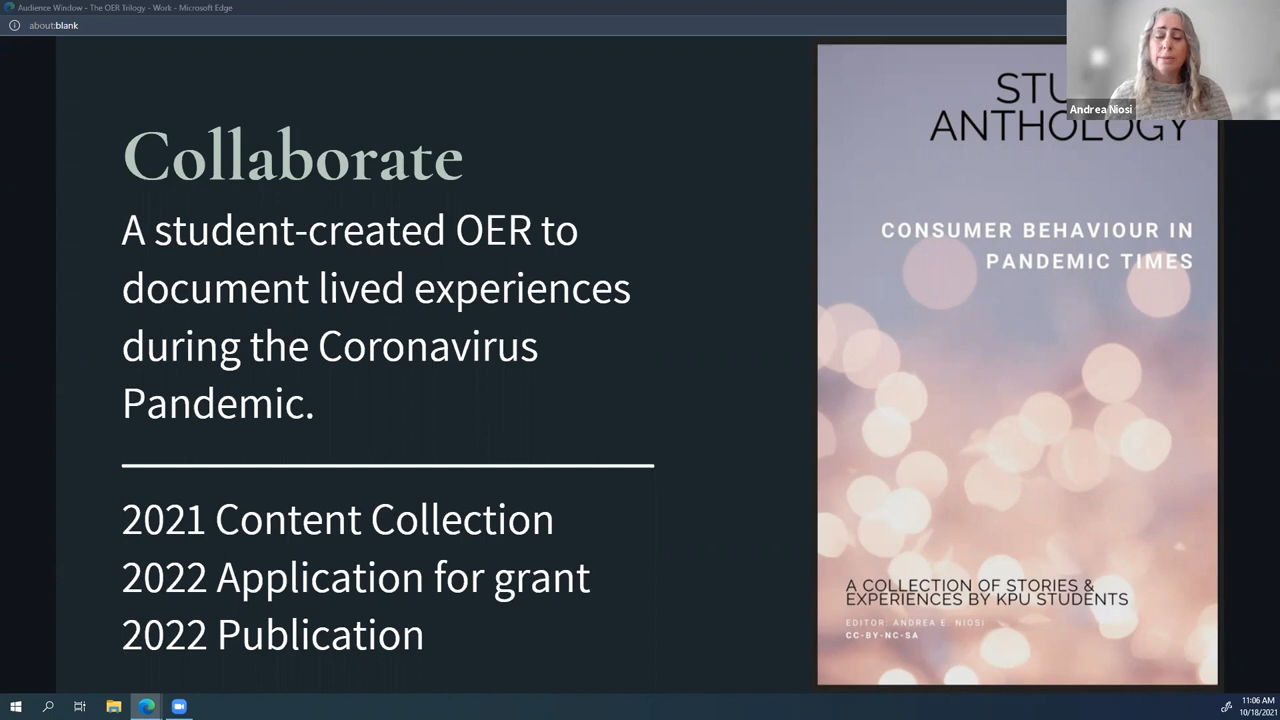 Audience Window - The OER Trilogy - Work - Microsoft Edge
about:blank
Andrea Niosi
Collaborate
A student-created OER to
document lived experiences
during the Coronavirus
Pandemic.
2021 Content Collection
2022 Application for grant
2022 Publication
ANTHOLOGY
CONSUMER BEHAVIOUR IN
PANDEMIC TIMES
A COLLECTION OF STORIES &
EXPERIENCES BY KPU STUDENTS
EDITOR: ANDREA E. NIOSI
CC-BY-NC-SA
11:06 AM
10/18/2021